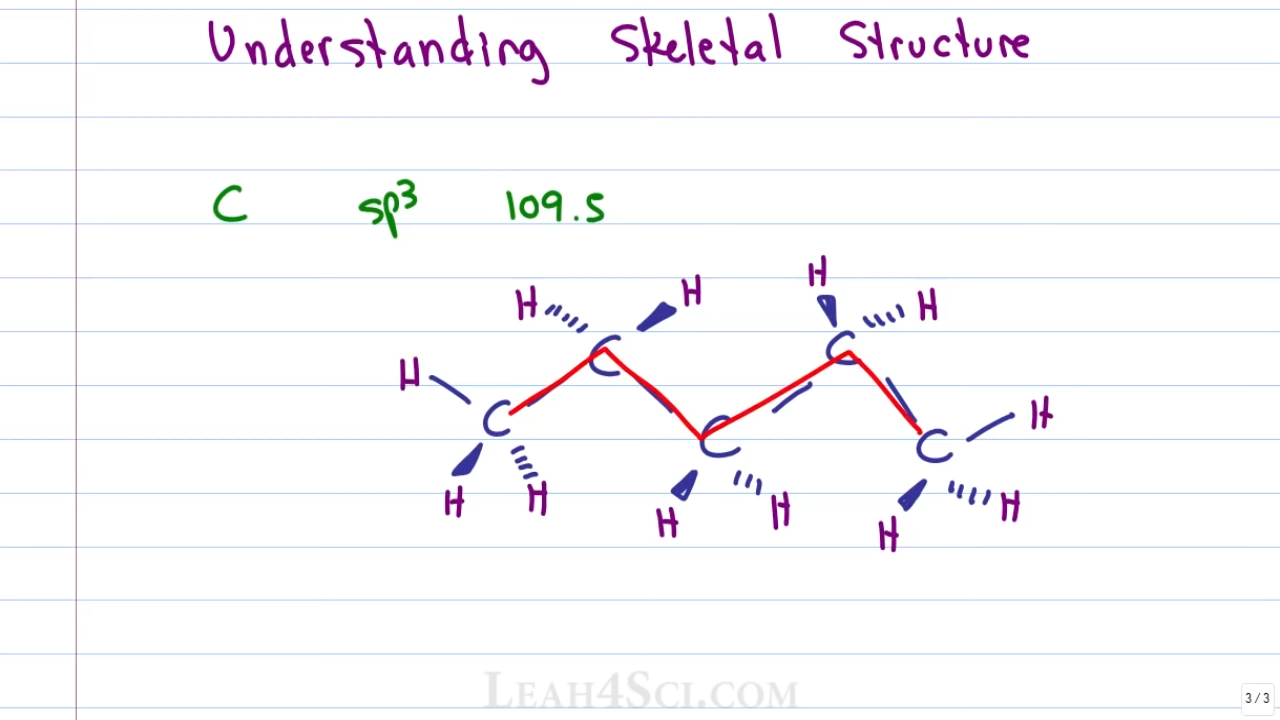 Understanding Skeletal Structure
C sp³ 109.5
H H
H H
C C
H
C H
C C
H H
H H
H H
LEAH4SCI.COM
3/3